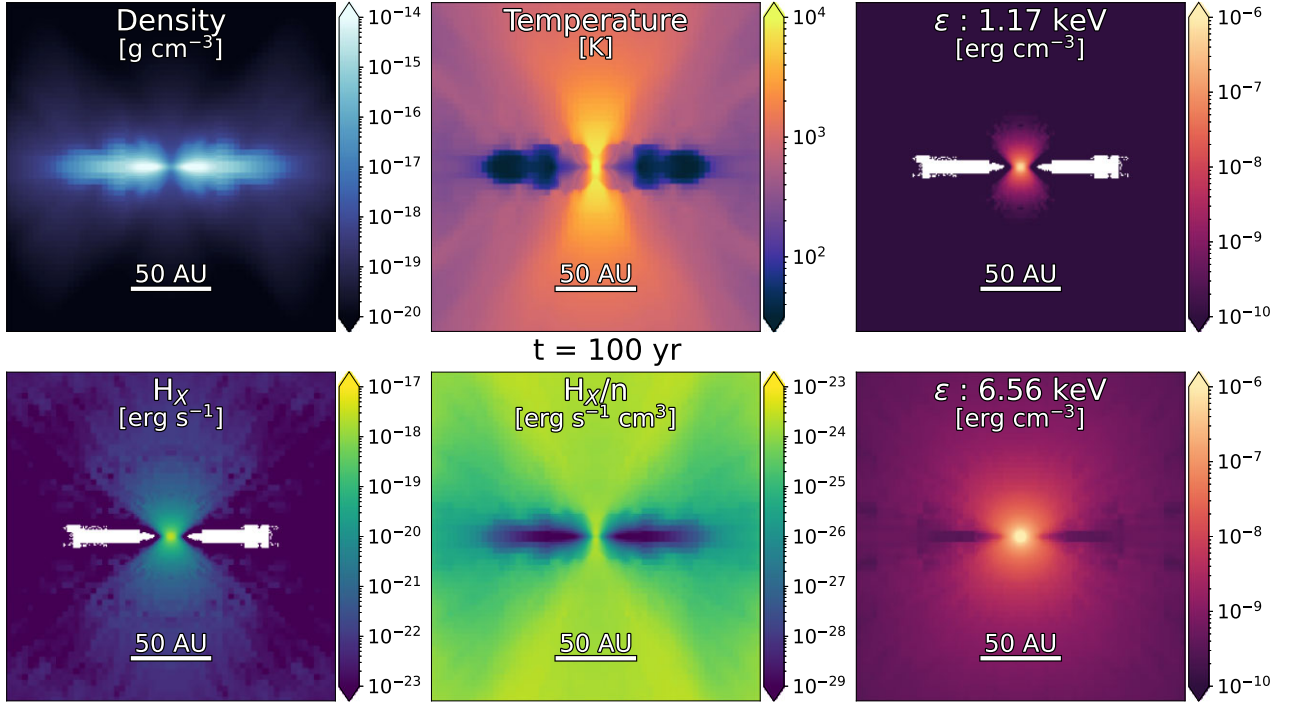 Density
[g cm⁻³]
10⁻¹⁴
10⁻¹⁵
10⁻¹⁶
10⁻¹⁷
10⁻¹⁸
10⁻¹⁹
10⁻²⁰
50 AU
Temperature
[K]
10⁴
10³
10²
50 AU
ε : 1.17 keV
[erg cm⁻³]
10⁻⁶
10⁻⁷
10⁻⁸
10⁻⁹
10⁻¹⁰
50 AU
t = 100 yr
Hₓ
[erg s⁻¹]
10⁻¹⁷
10⁻¹⁸
10⁻¹⁹
10⁻²⁰
10⁻²¹
10⁻²²
10⁻²³
50 AU
Hₓ/n
[erg s⁻¹ cm³]
10⁻²³
10⁻²⁴
10⁻²⁵
10⁻²⁶
10⁻²⁷
10⁻²⁸
10⁻²⁹
50 AU
ε : 6.56 keV
[erg cm⁻³]
10⁻⁶
10⁻⁷
10⁻⁸
10⁻⁹
10⁻¹⁰
50 AU